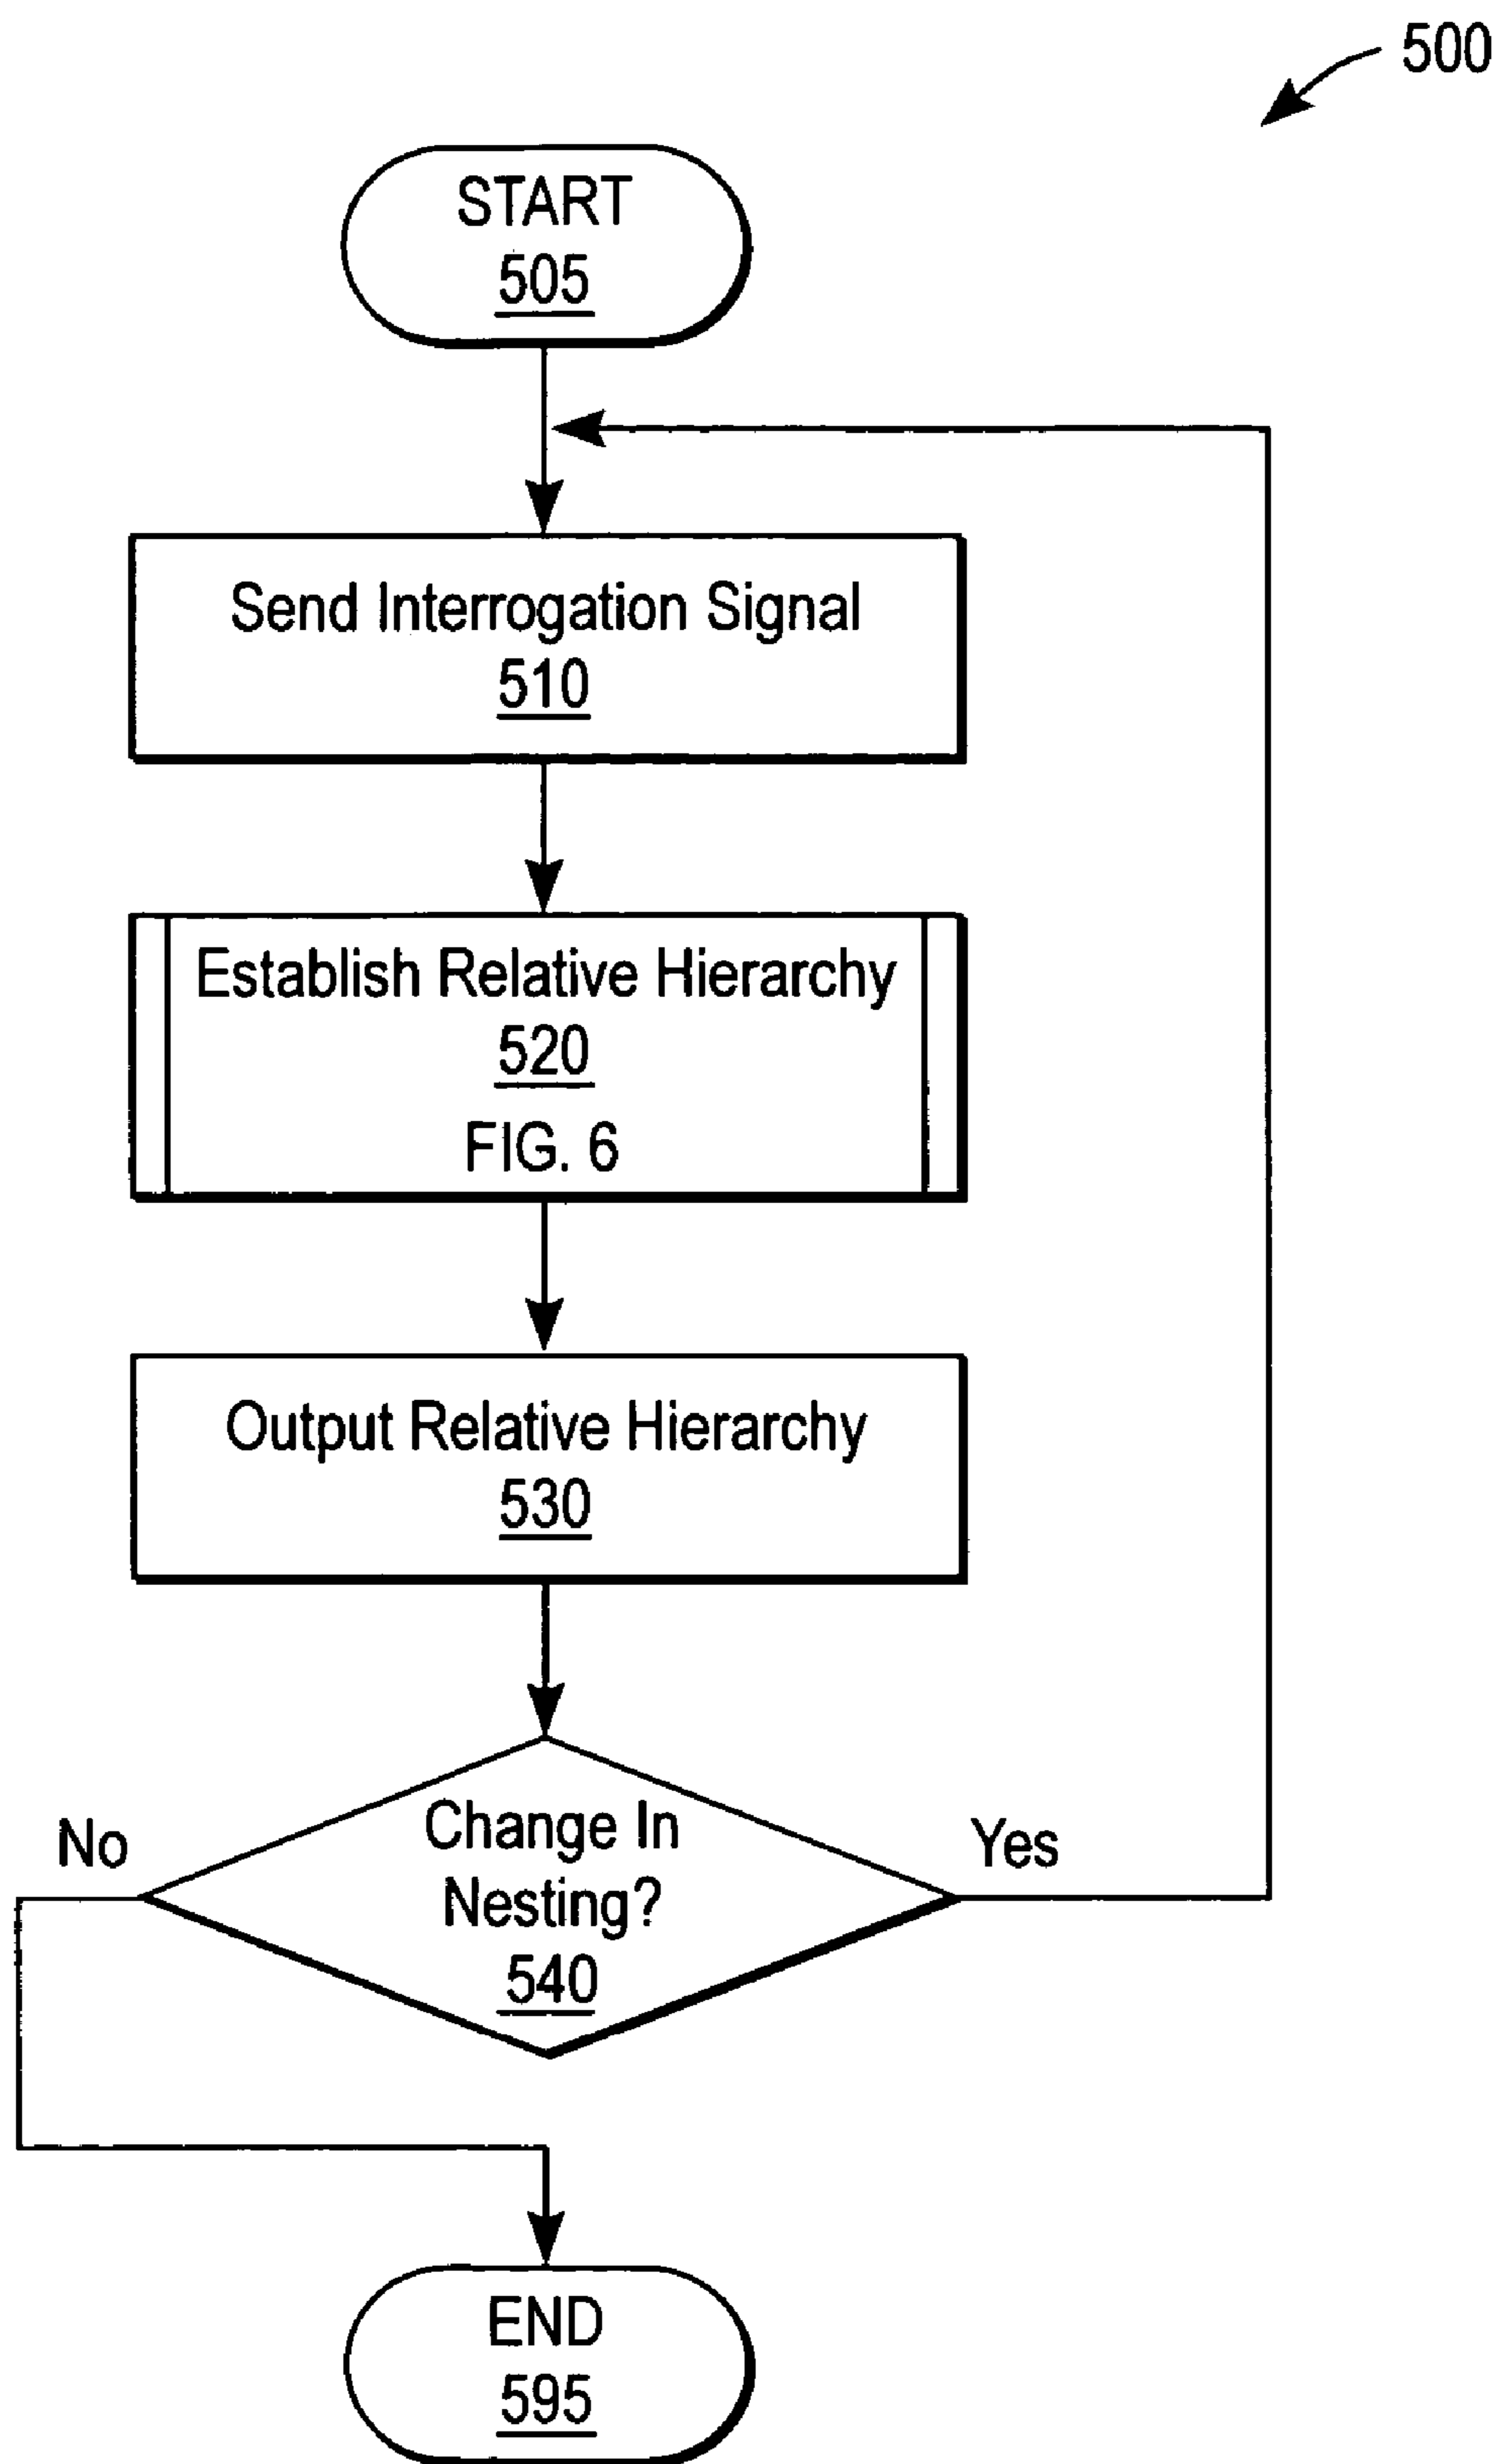 500
START
505
Send Interrogation Signal
510
Establish Relative Hierarchy
520
FIG. 6
Output Relative Hierarchy
530
Change In
Nesting?
540
No
Yes
END
595